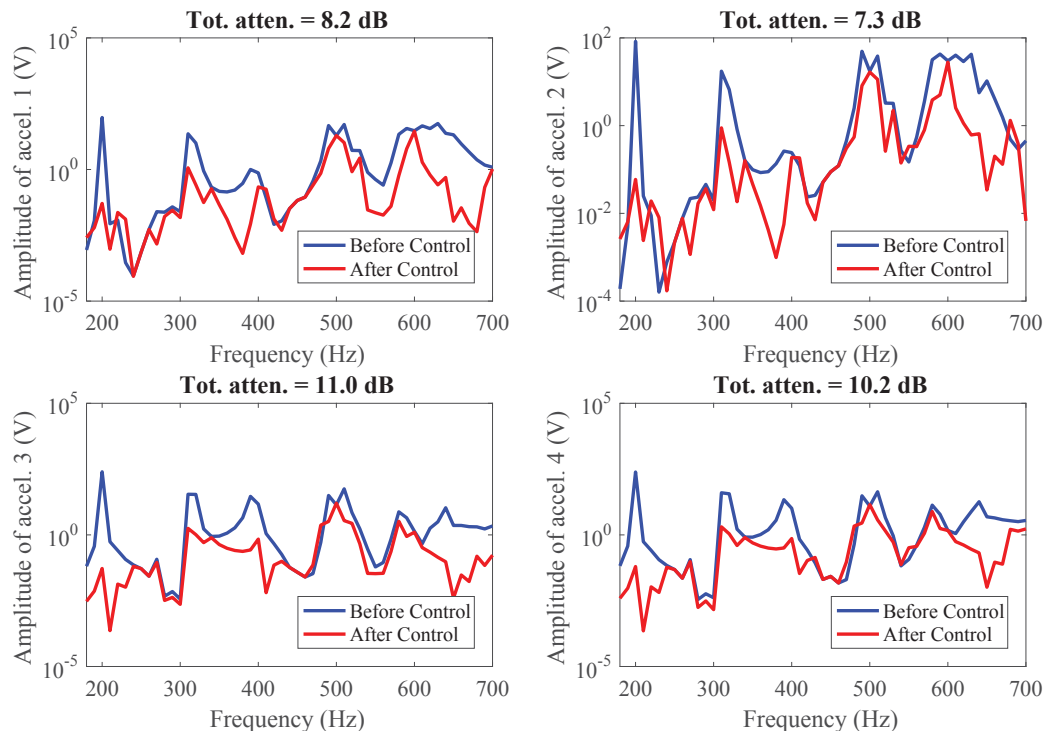 Tot. atten. = 8.2 dB
Amplitude of accel. 1 (V)
10^5
10^0
10^-5
Before Control
After Control
200 300 400 500 600 700
Frequency (Hz)
Tot. atten. = 7.3 dB
Amplitude of accel. 2 (V)
10^2
10^0
10^-2
10^-4
Before Control
After Control
200 300 400 500 600 700
Frequency (Hz)
Tot. atten. = 11.0 dB
Amplitude of accel. 3 (V)
10^5
10^0
10^-5
Before Control
After Control
200 300 400 500 600 700
Frequency (Hz)
Tot. atten. = 10.2 dB
Amplitude of accel. 4 (V)
10^5
10^0
10^-5
Before Control
After Control
200 300 400 500 600 700
Frequency (Hz)